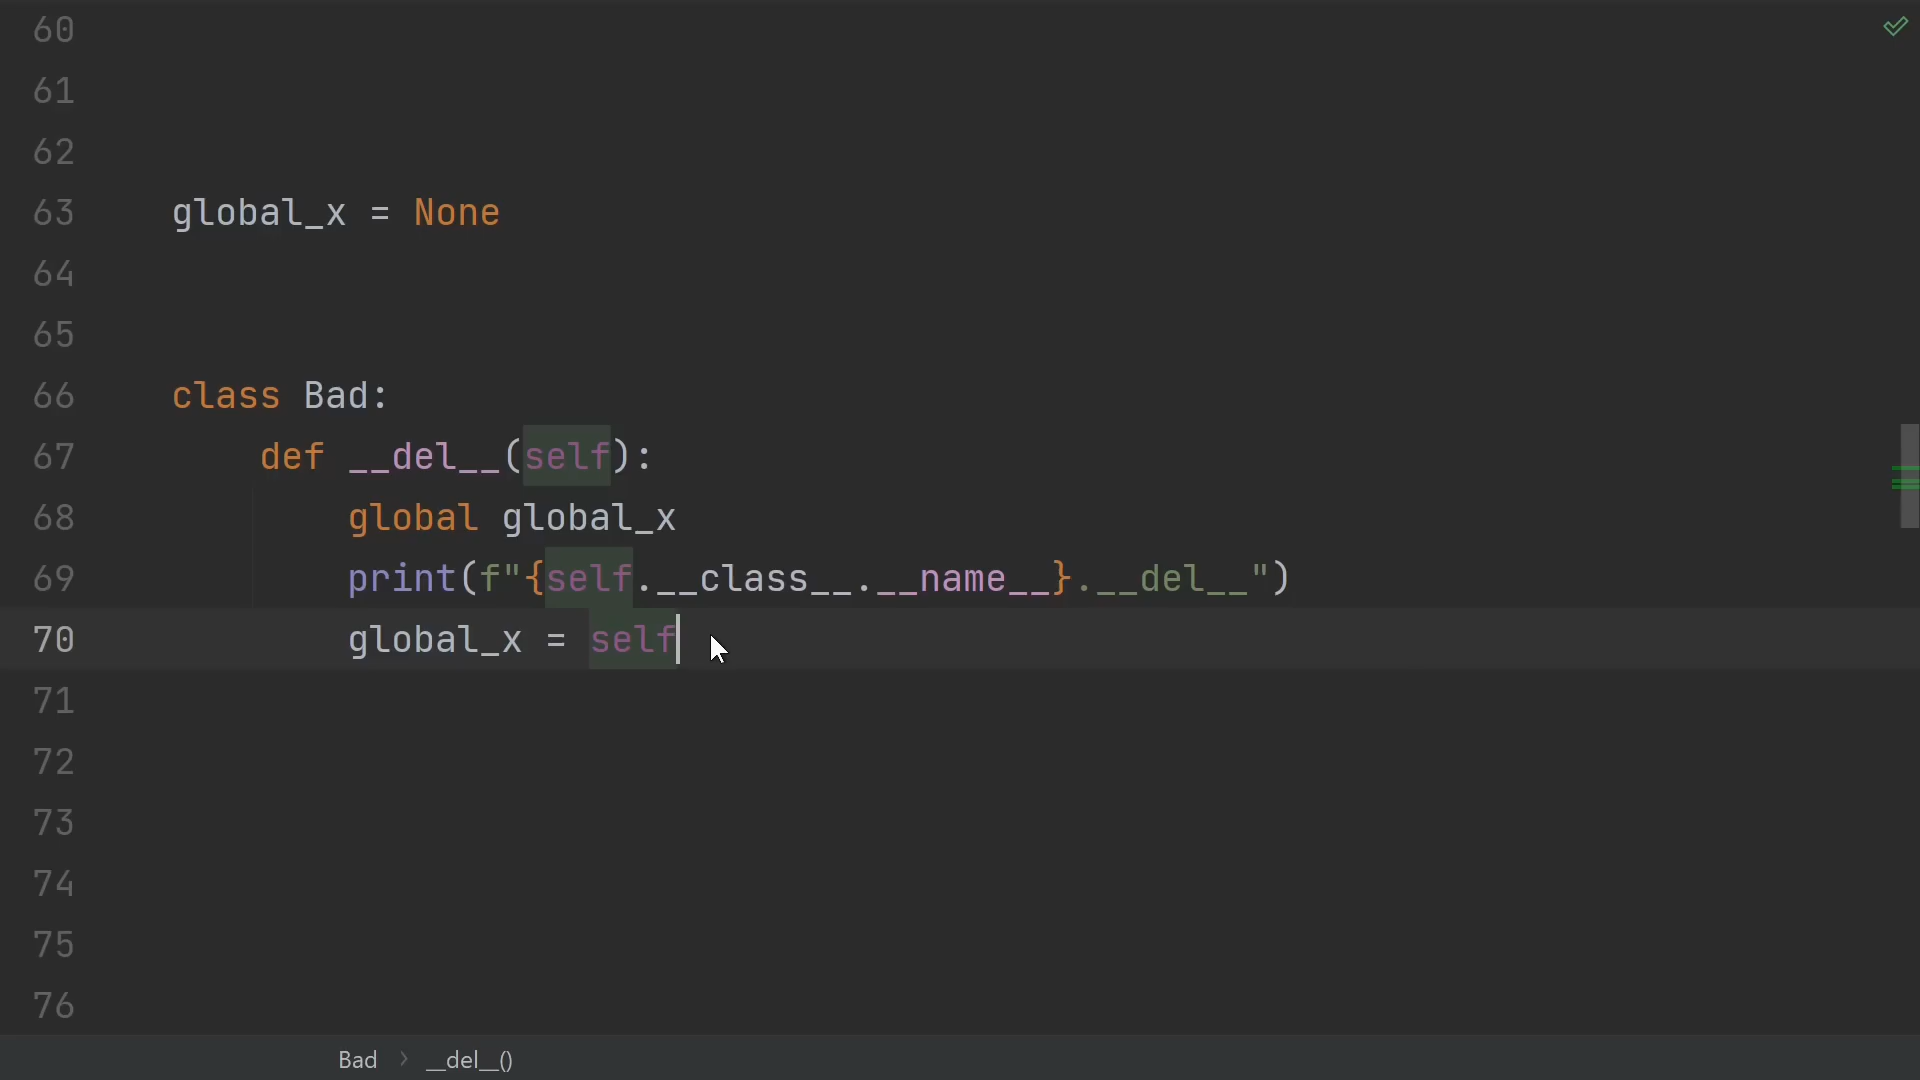 60
61
62
63 global_x = None
64
65
66 class Bad:
67 def __del__(self):
68 global global_x
69 print(f"{self.__class__.__name__}.__del__")
70 global_x = self
71
72
73
74
75
76
Bad > __del__()